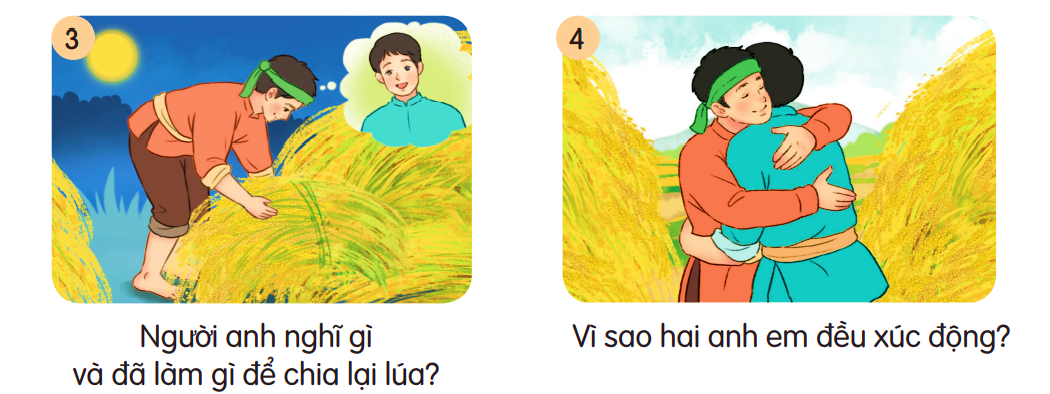 3
4
Người anh nghĩ gì
và đã làm gì để chia lại lúa?
Vì sao hai anh em đều xúc động?